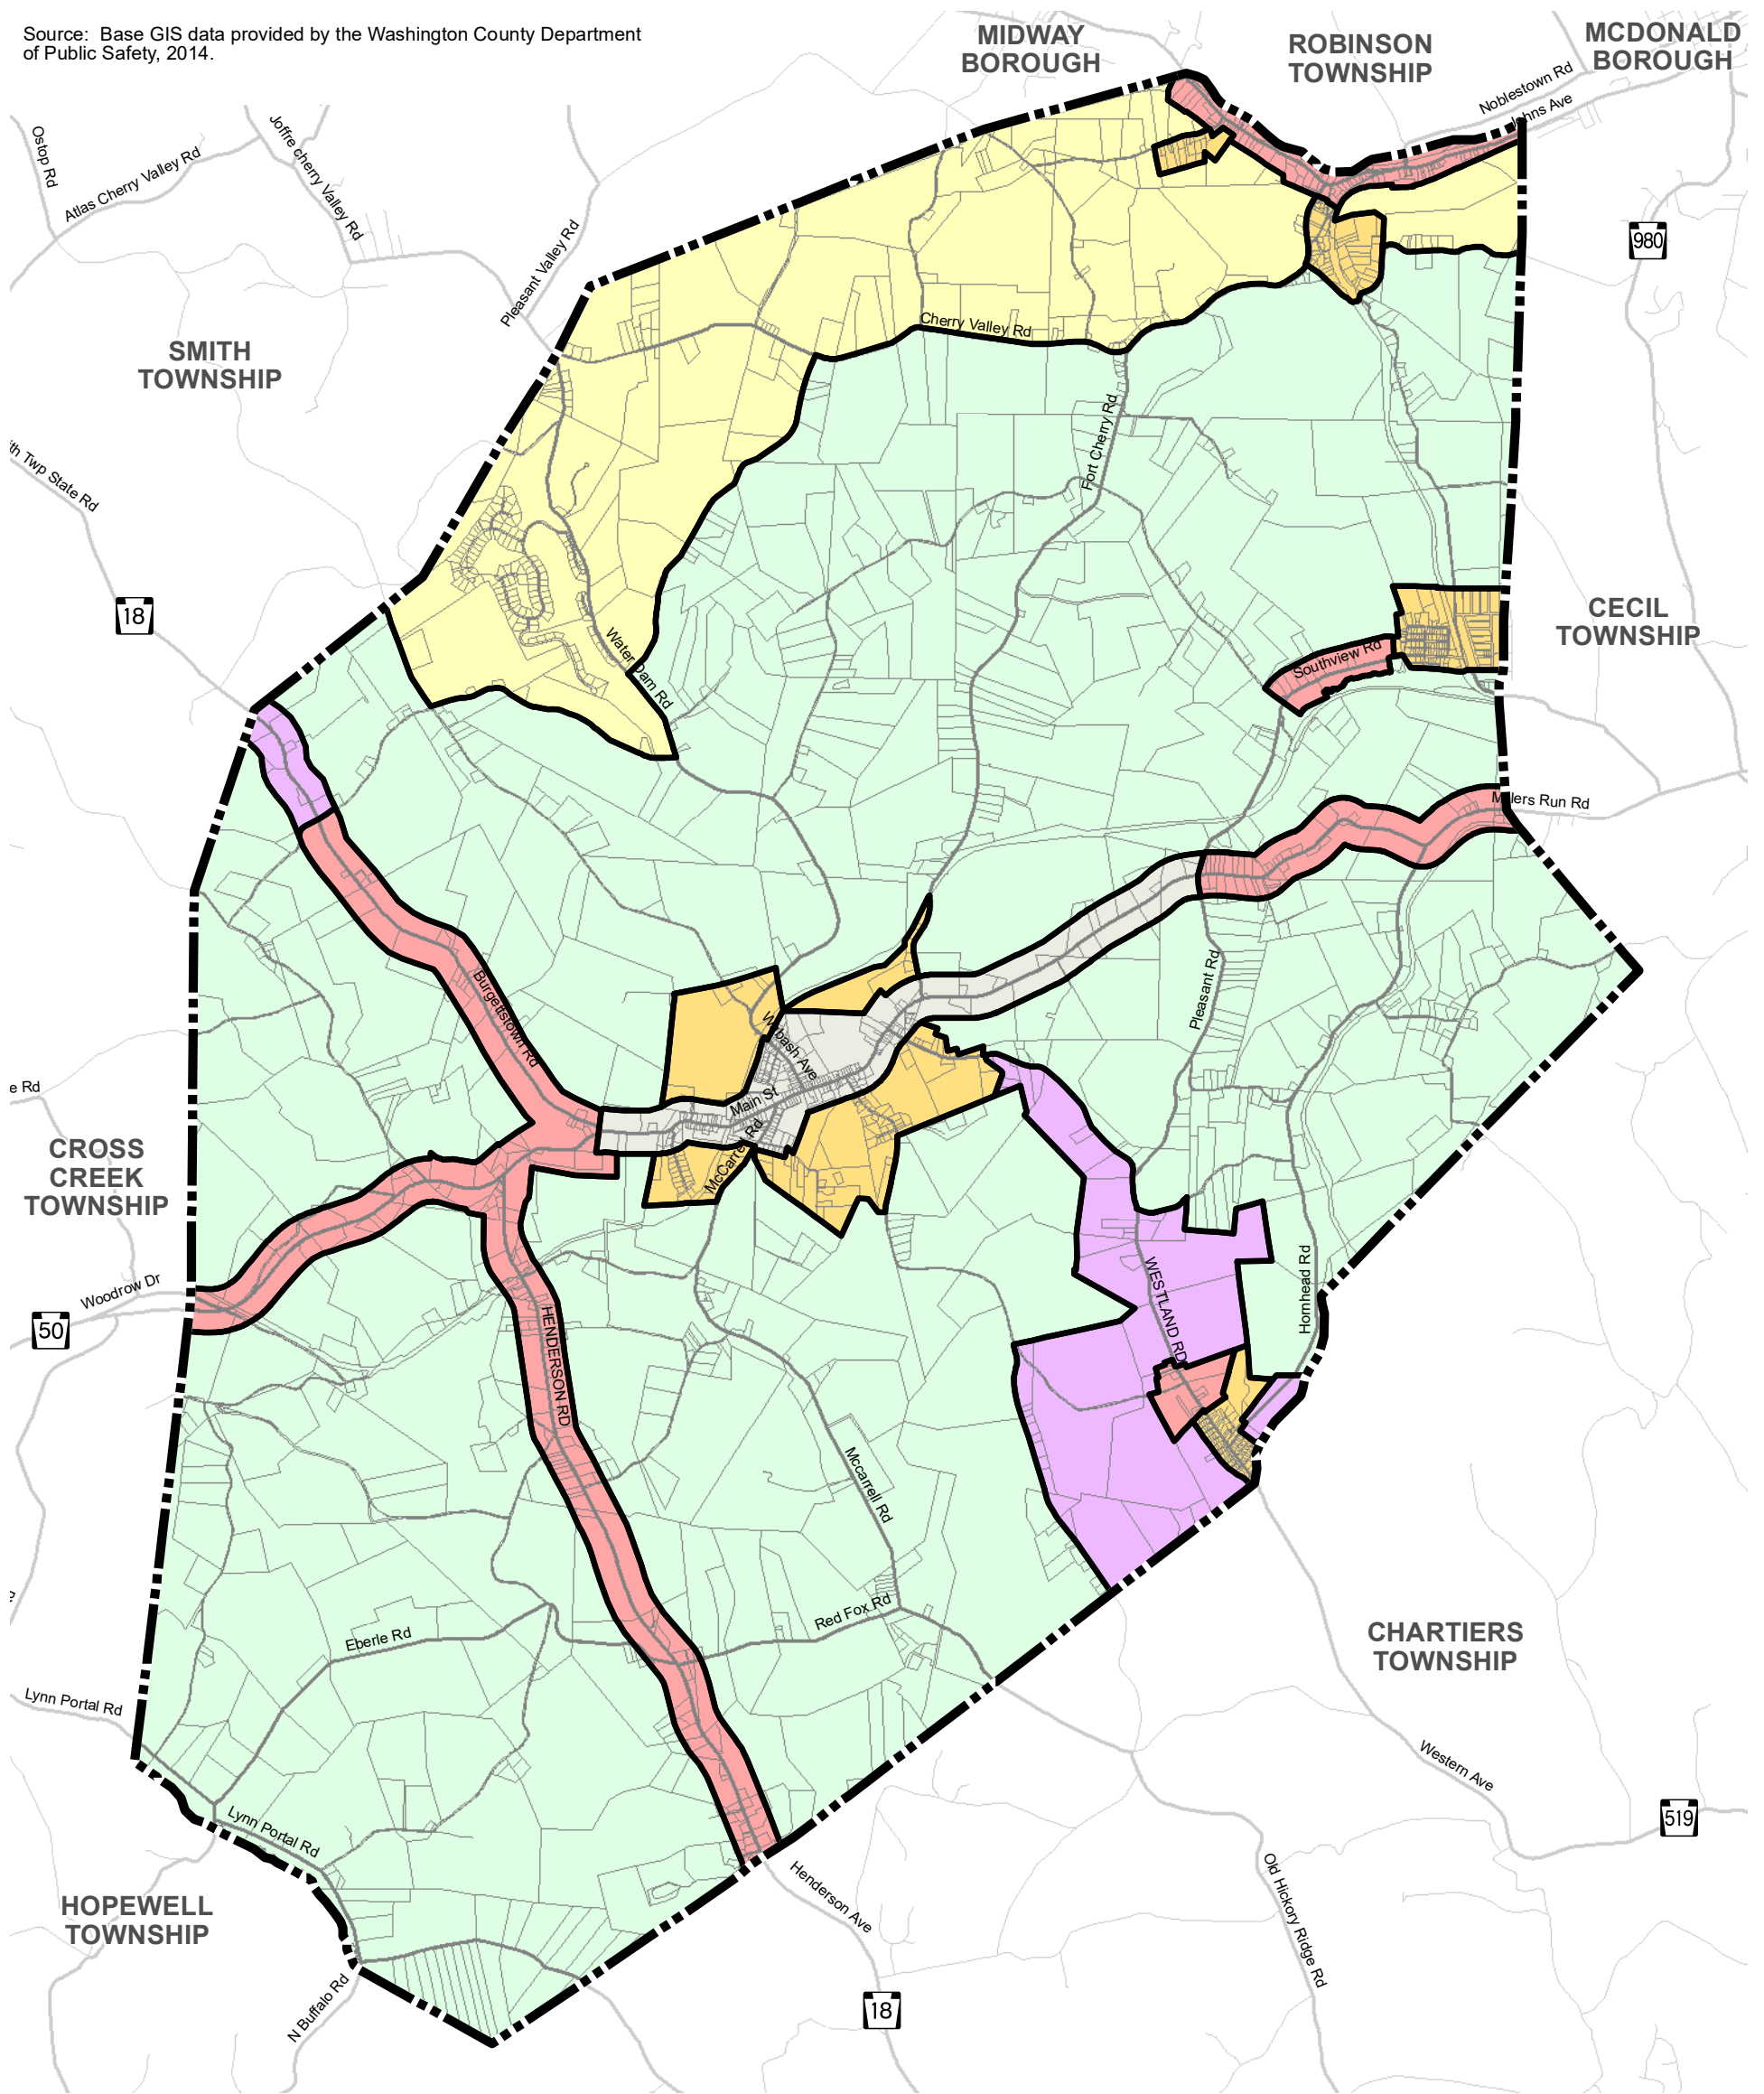 Source: Base GIS data provided by the Washington County Department
of Public Safety, 2014.
MIDWAY
BOROUGH
ROBINSON
TOWNSHIP
MCDONALD
BOROUGH
Noblestown Rd
Johns Ave
Ostop Rd
Atlas Cherry Valley Rd
Joffre cherry Valley Rd
Pleasant Valley Rd
980
Cherry Valley Rd
SMITH
TOWNSHIP
Fort Cherry Rd
Twp State Rd
18
CECIL
TOWNSHIP
Southview Rd
Water Dam Rd
Millers Run Rd
Burgettstown Rd
Pleasant Rd
Wabash Ave
e Rd
Main St
McCarrell Rd
CROSS
CREEK
TOWNSHIP
Woodrow Dr
50
WESTLAND RD
Hornhead Rd
HENDERSON RD
Mccarrell Rd
Red Fox Rd
Eberle Rd
CHARTIERS
TOWNSHIP
Lynn Portal Rd
Western Ave
519
Lynn Portal Rd
Henderson Ave
Old Hickory Ridge Rd
HOPEWELL
TOWNSHIP
N Buffalo Rd
18